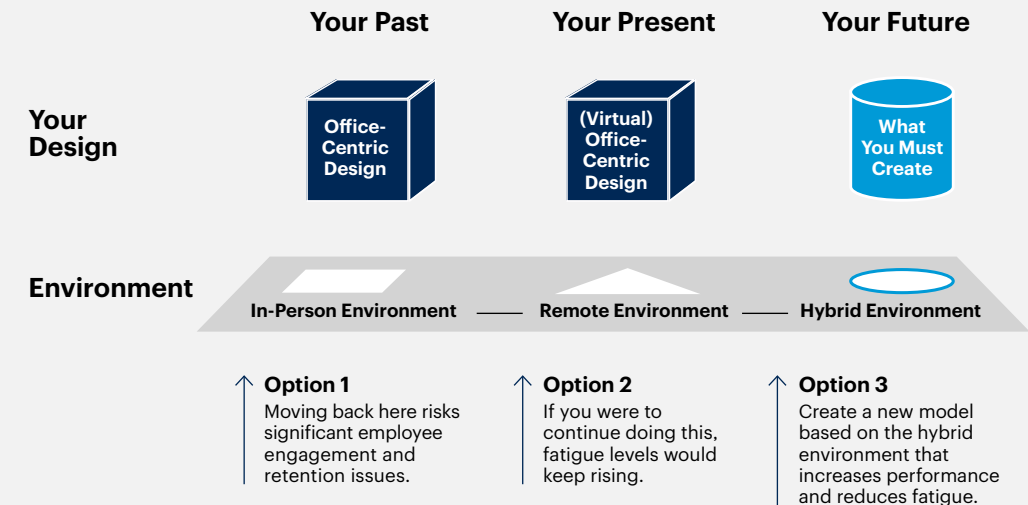 Your Past
Your Present
Your Future
Your
Design
Office-
Centric
Design
(Virtual)
Office-
Centric
Design
What
You Must
Create
Environment
In-Person Environment
Remote Environment
Hybrid Environment
Option 1
Moving back here risks
significant employee
engagement and
retention issues.
Option 2
If you were to
continue doing this,
fatigue levels would
keep rising.
Option 3
Create a new model
based on the hybrid
environment that
increases performance
and reduces fatigue.